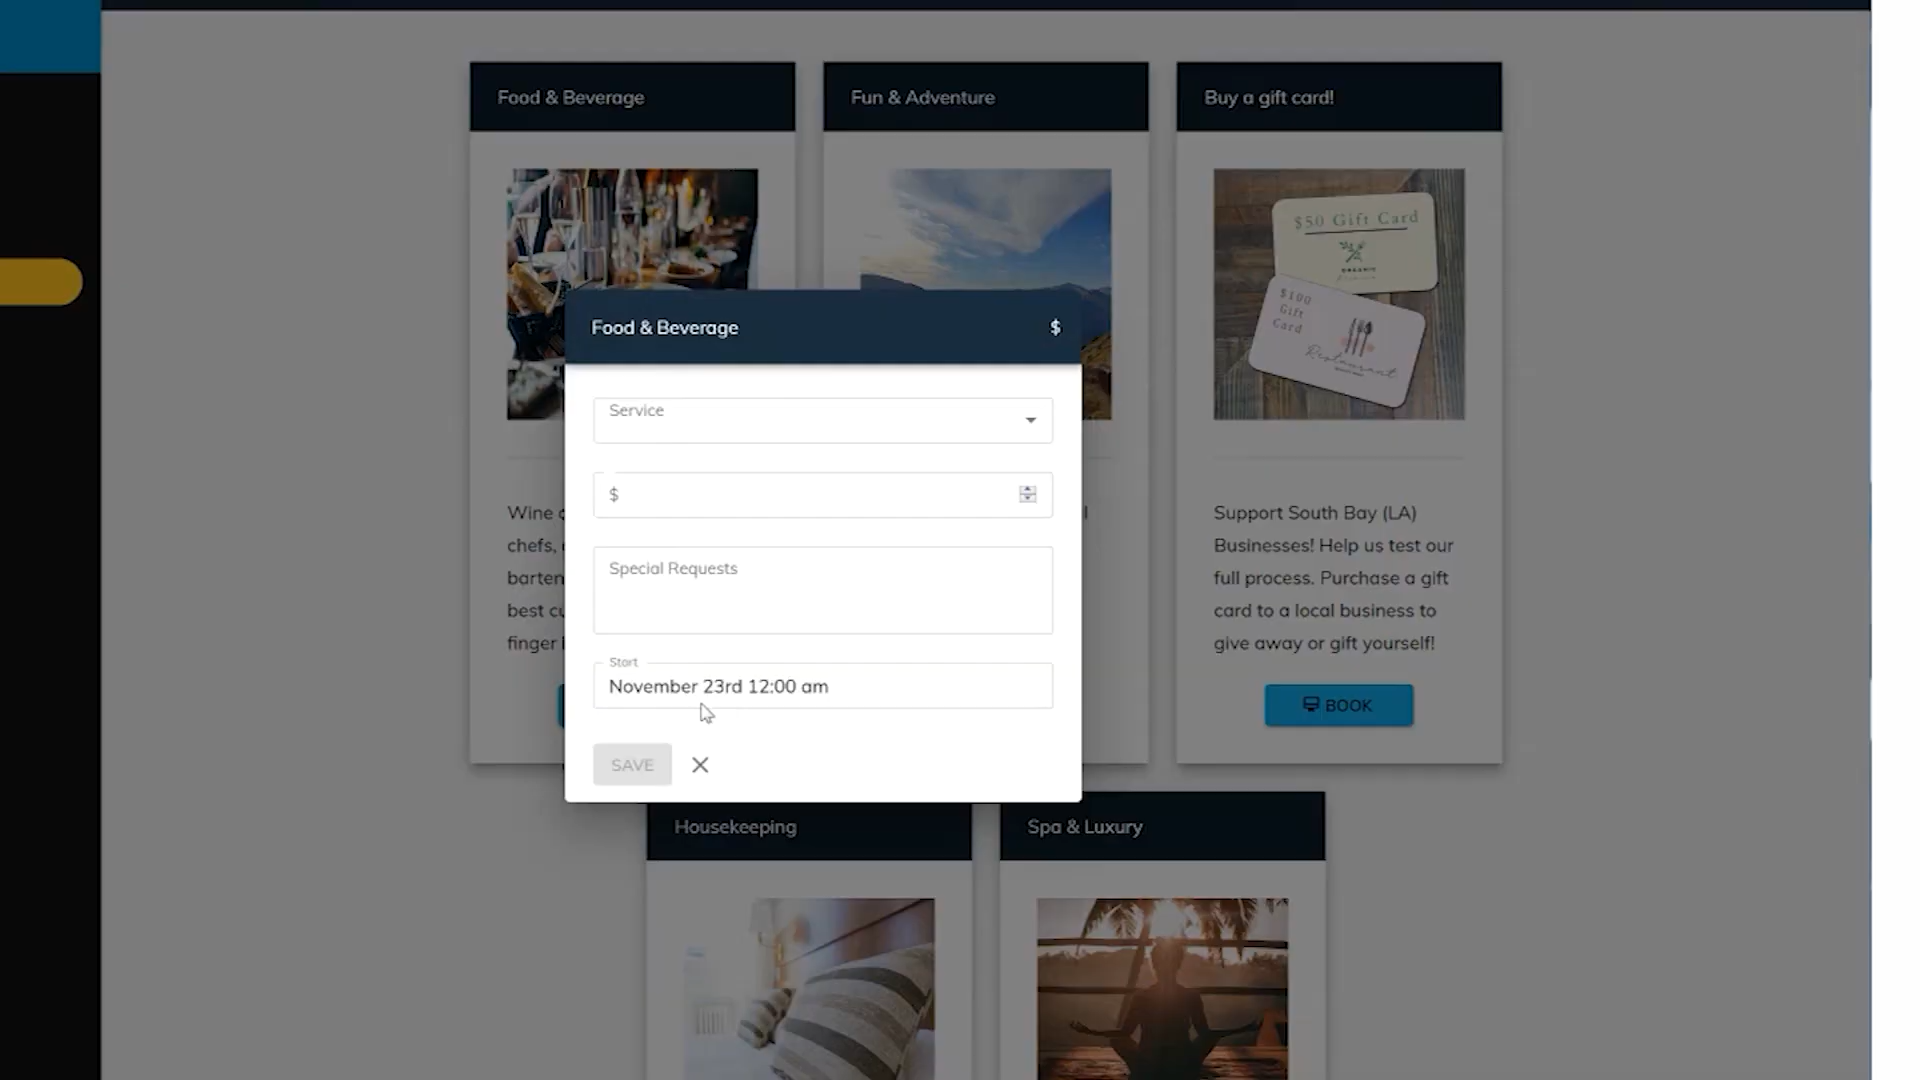 Food & Beverage
Fun & Adventure
Buy a gift card!
$50 Gift Card
ORGANIC
$100
Gift
Card
Restaurant
Food & Beverage
$
Service
$
Special Requests
Start
November 23rd 12:00 am
SAVE
Wine
chefs,
barten
best cu
finger
Support South Bay (LA)
Businesses! Help us test our
full process. Purchase a gift
card to a local business to
give away or gift yourself!
BOOK
Housekeeping
Spa & Luxury